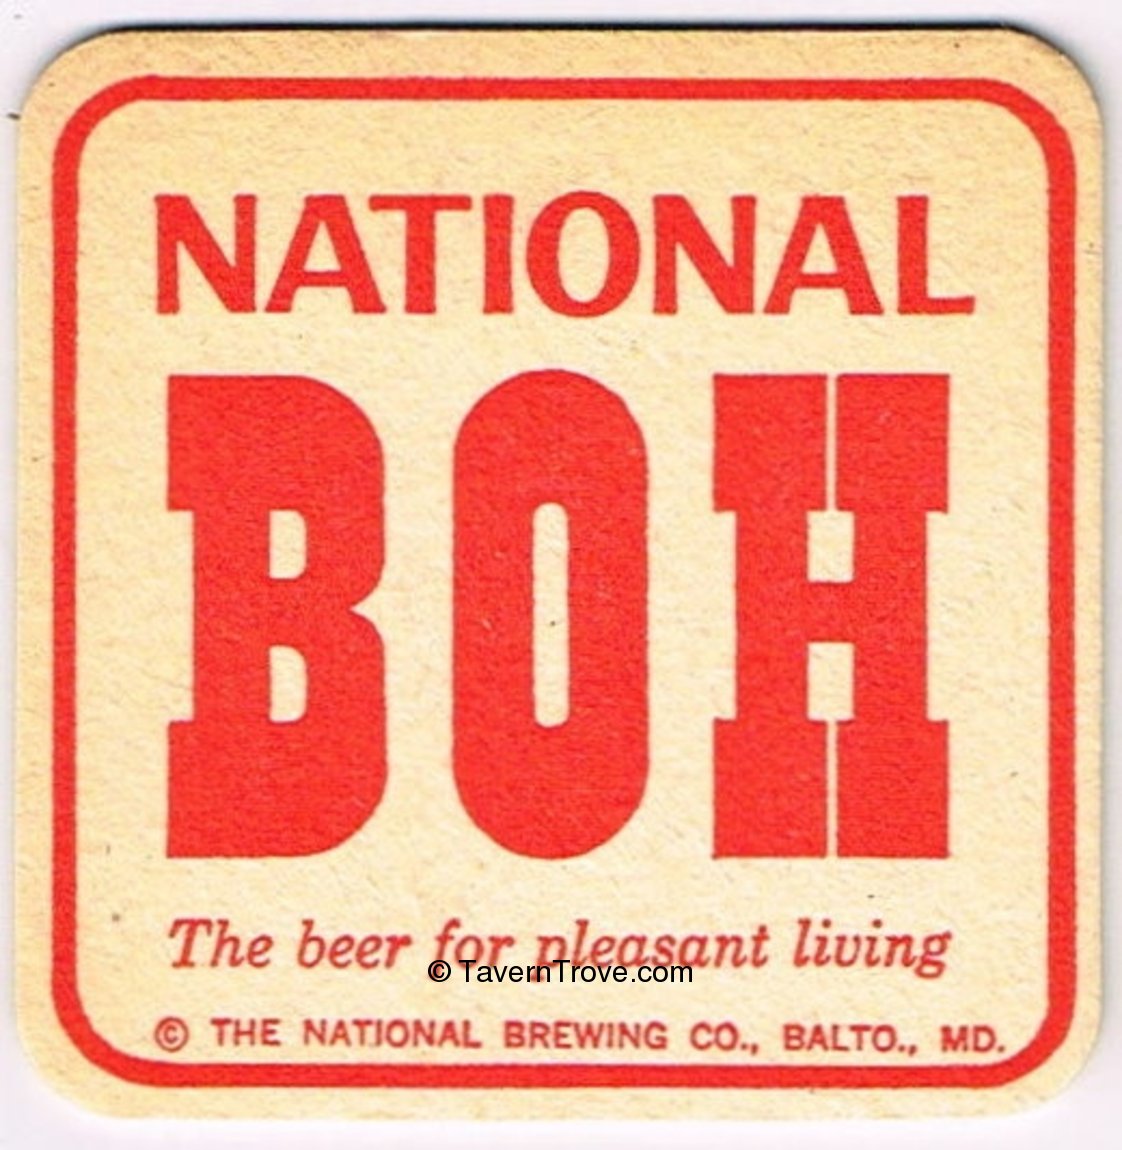 NATIONAL
BOH
The beer for pleasant living
© TavernTrove.com
© THE NATIONAL BREWING CO., BALTO., MD.